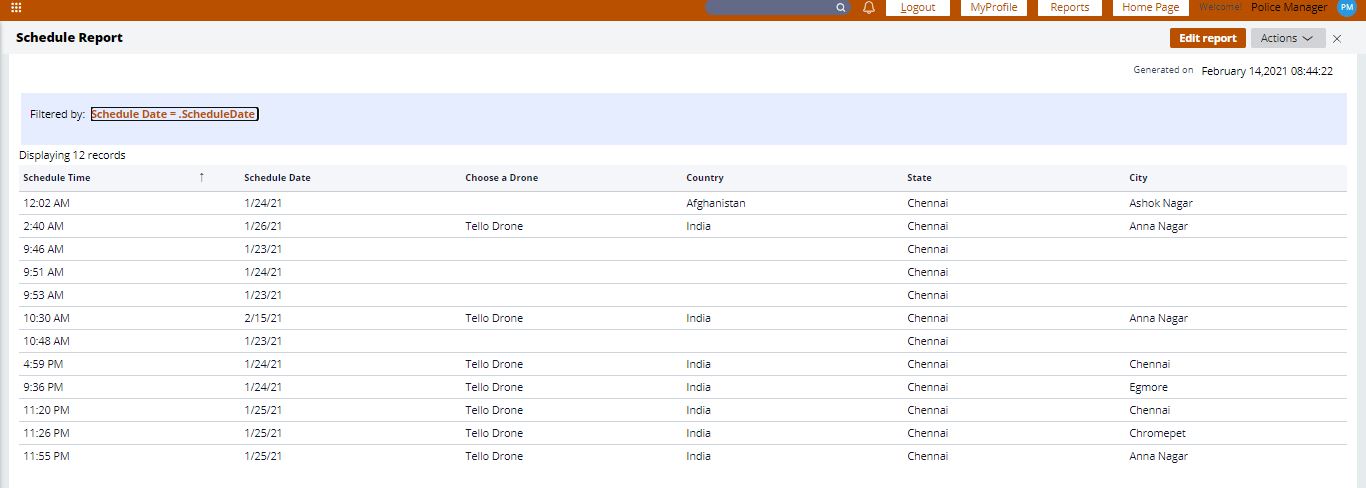 Logout MyProfile Reports Home Page Welcome! Police Manager PM
Schedule Report Edit report Actions
Generated on February 14,2021 08:44:22
Filtered by: Schedule Date = .ScheduleDate
Displaying 12 records
Schedule Time ↑ Schedule Date Choose a Drone Country State City
12:02 AM 1/24/21 Afghanistan Chennai Ashok Nagar
2:40 AM 1/26/21 Tello Drone India Chennai Anna Nagar
9:46 AM 1/23/21 Chennai
9:51 AM 1/24/21 Chennai
9:53 AM 1/23/21 Chennai
10:30 AM 2/15/21 Tello Drone India Chennai Anna Nagar
10:48 AM 1/23/21 Chennai
4:59 PM 1/24/21 Tello Drone India Chennai Chennai
9:36 PM 1/24/21 Tello Drone India Chennai Egmore
11:20 PM 1/25/21 Tello Drone India Chennai Chennai
11:26 PM 1/25/21 Tello Drone India Chennai Chromepet
11:55 PM 1/25/21 Tello Drone India Chennai Anna Nagar